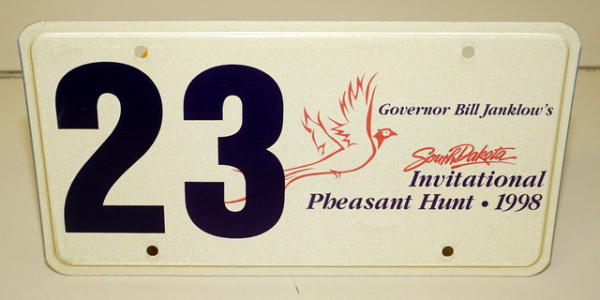 23
Governor Bill Janklow's
South Dakota
Invitational
Pheasant Hunt • 1998